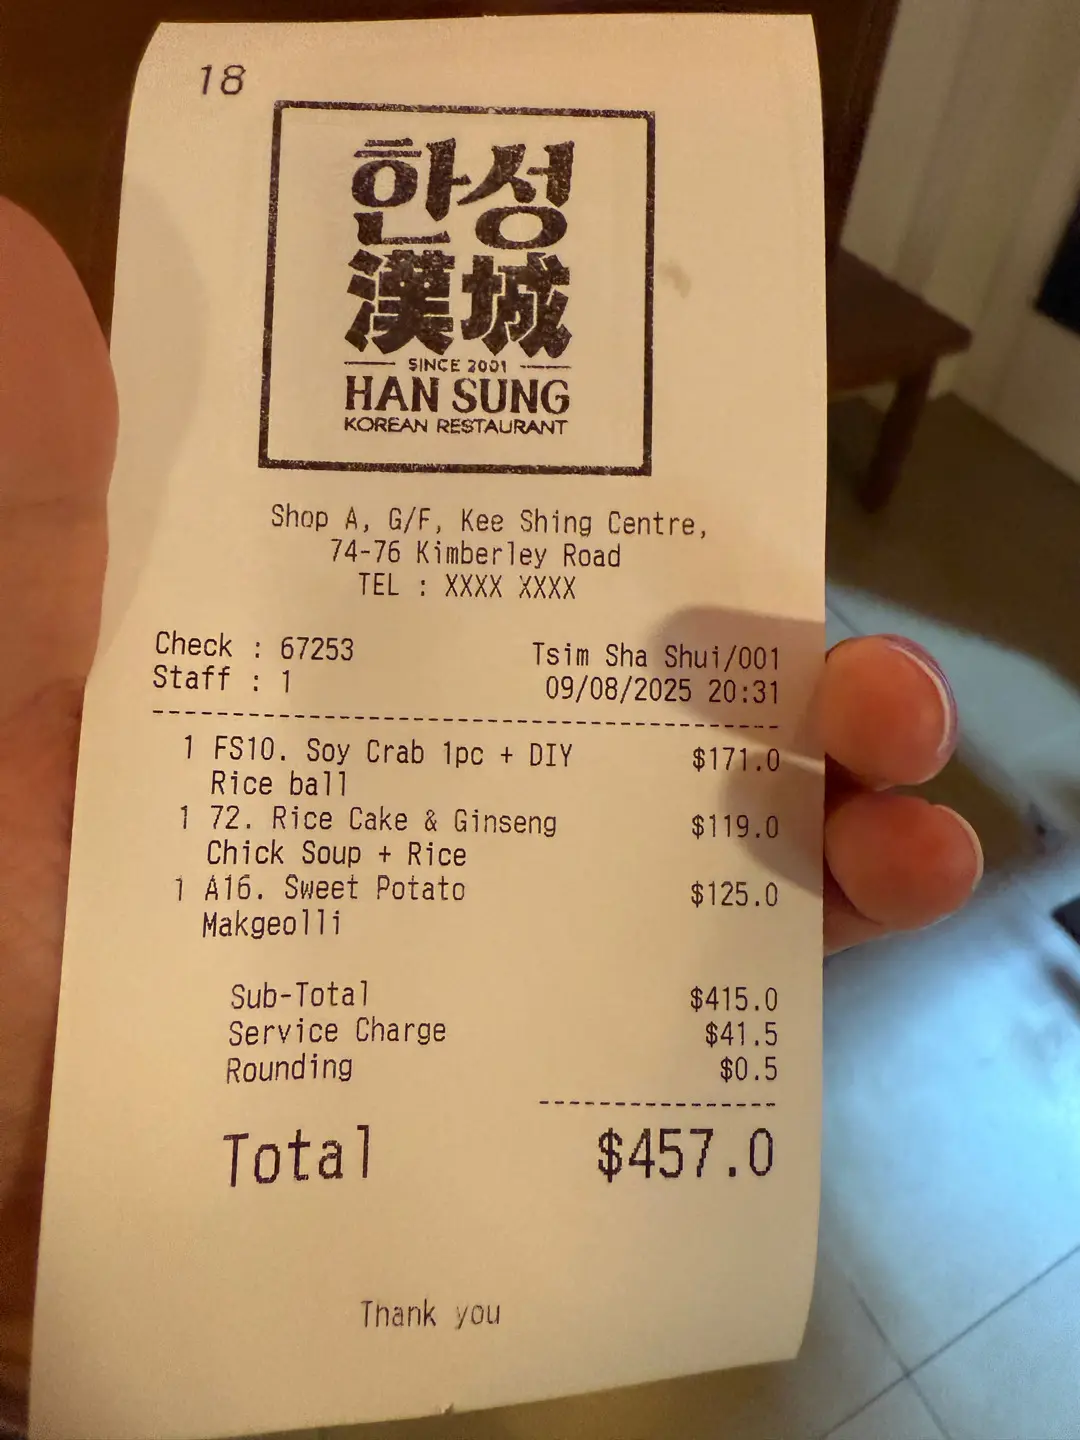 18
한성
漢城
SINCE 2001
HAN SUNG
KOREAN RESTAURANT
Shop A, G/F, Kee Shing Centre,
74-76 Kimberley Road
TEL : XXXX XXXX
Check : 67253 Tsim Sha Shui/001
Staff : 1 09/08/2025 20:31
1 FS10. Soy Crab 1pc + DIY $171.0
Rice ball
1 72. Rice Cake & Ginseng $119.0
Chick Soup + Rice
1 A16. Sweet Potato $125.0
Makgeolli
Sub-Total $415.0
Service Charge $41.5
Rounding $0.5
Total $457.0
Thank you